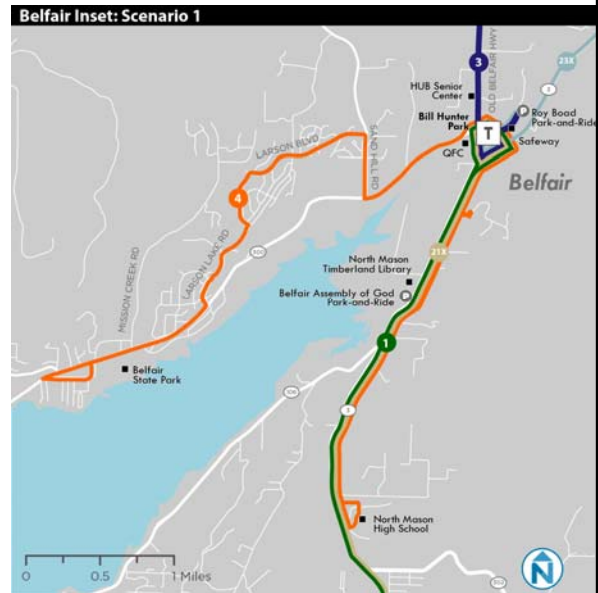 Belfair Inset: Scenario 1
3
OLD BELFAIR HWY
23X
3
HUB Senior
Center
P
Roy Boad
Park-and-Ride
Bill Hunter
Park
T
Safeway
QFC
Belfair
LARSON BLVD
SAND HILL RD
4
MISSION CREEK RD
LARSON LAKE RD
300
21X
North Mason
Timberland Library
Belfair Assembly of God
Park-and-Ride
P
1
Belfair
State Park
106
3
North Mason
High School
0 0.5 1 Miles
N
302